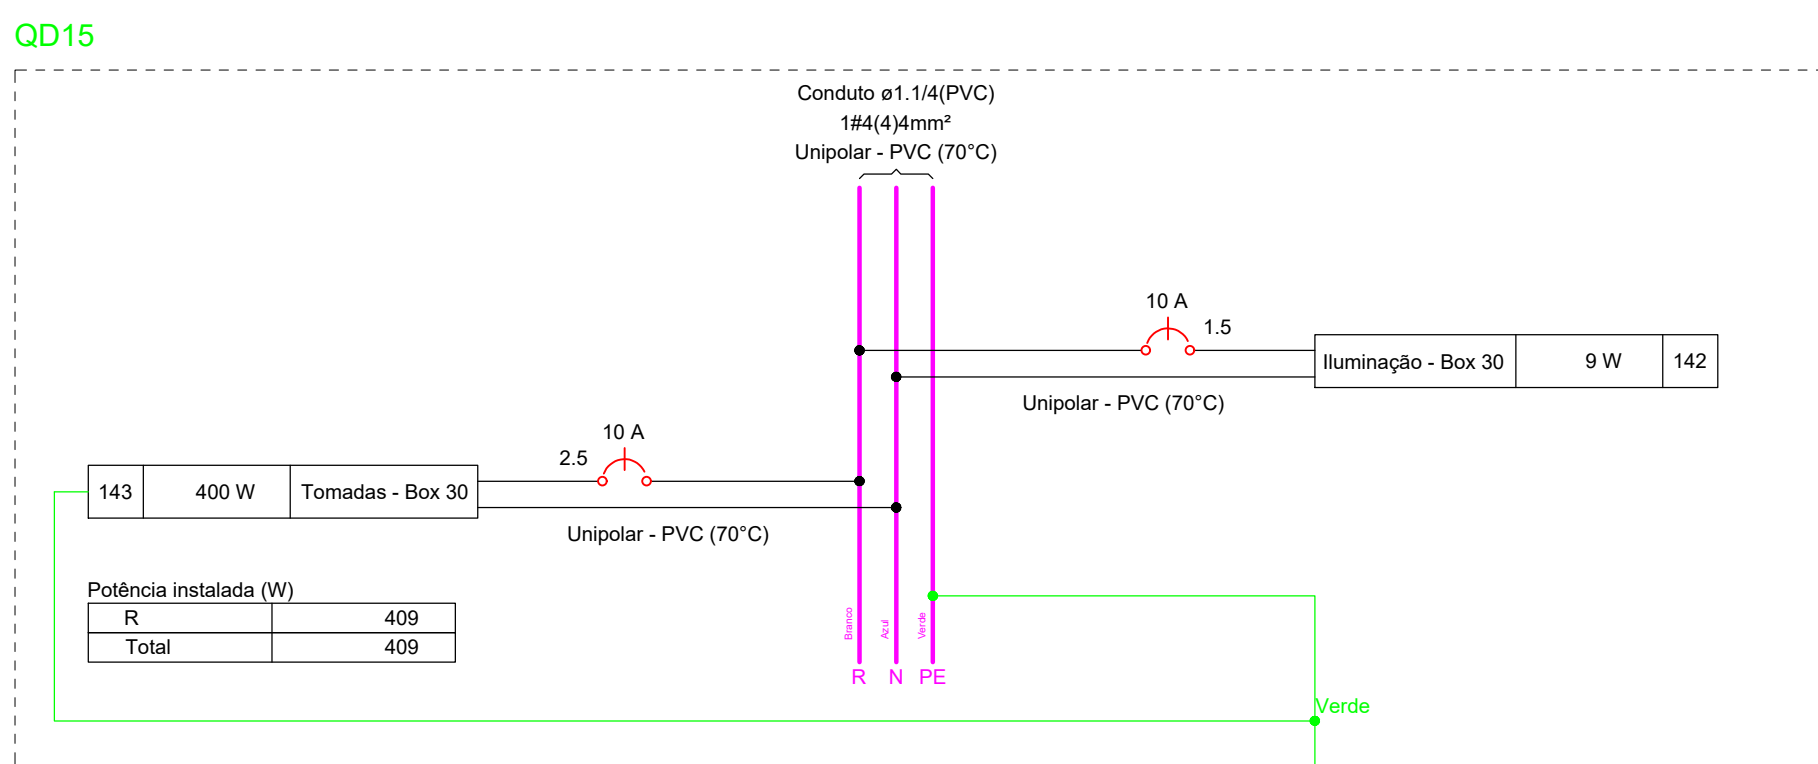 QD15
Conduto ø1.1/4(PVC)
1#4(4)4mm²
Unipolar - PVC (70°C)
10 A
1.5
Iluminação - Box 30 9 W 142
Unipolar - PVC (70°C)
10 A
2.5
143 400 W Tomadas - Box 30
Unipolar - PVC (70°C)
Potência instalada (W)
R 409
Total 409
Branco
Azul
Verde
R N PE
Verde